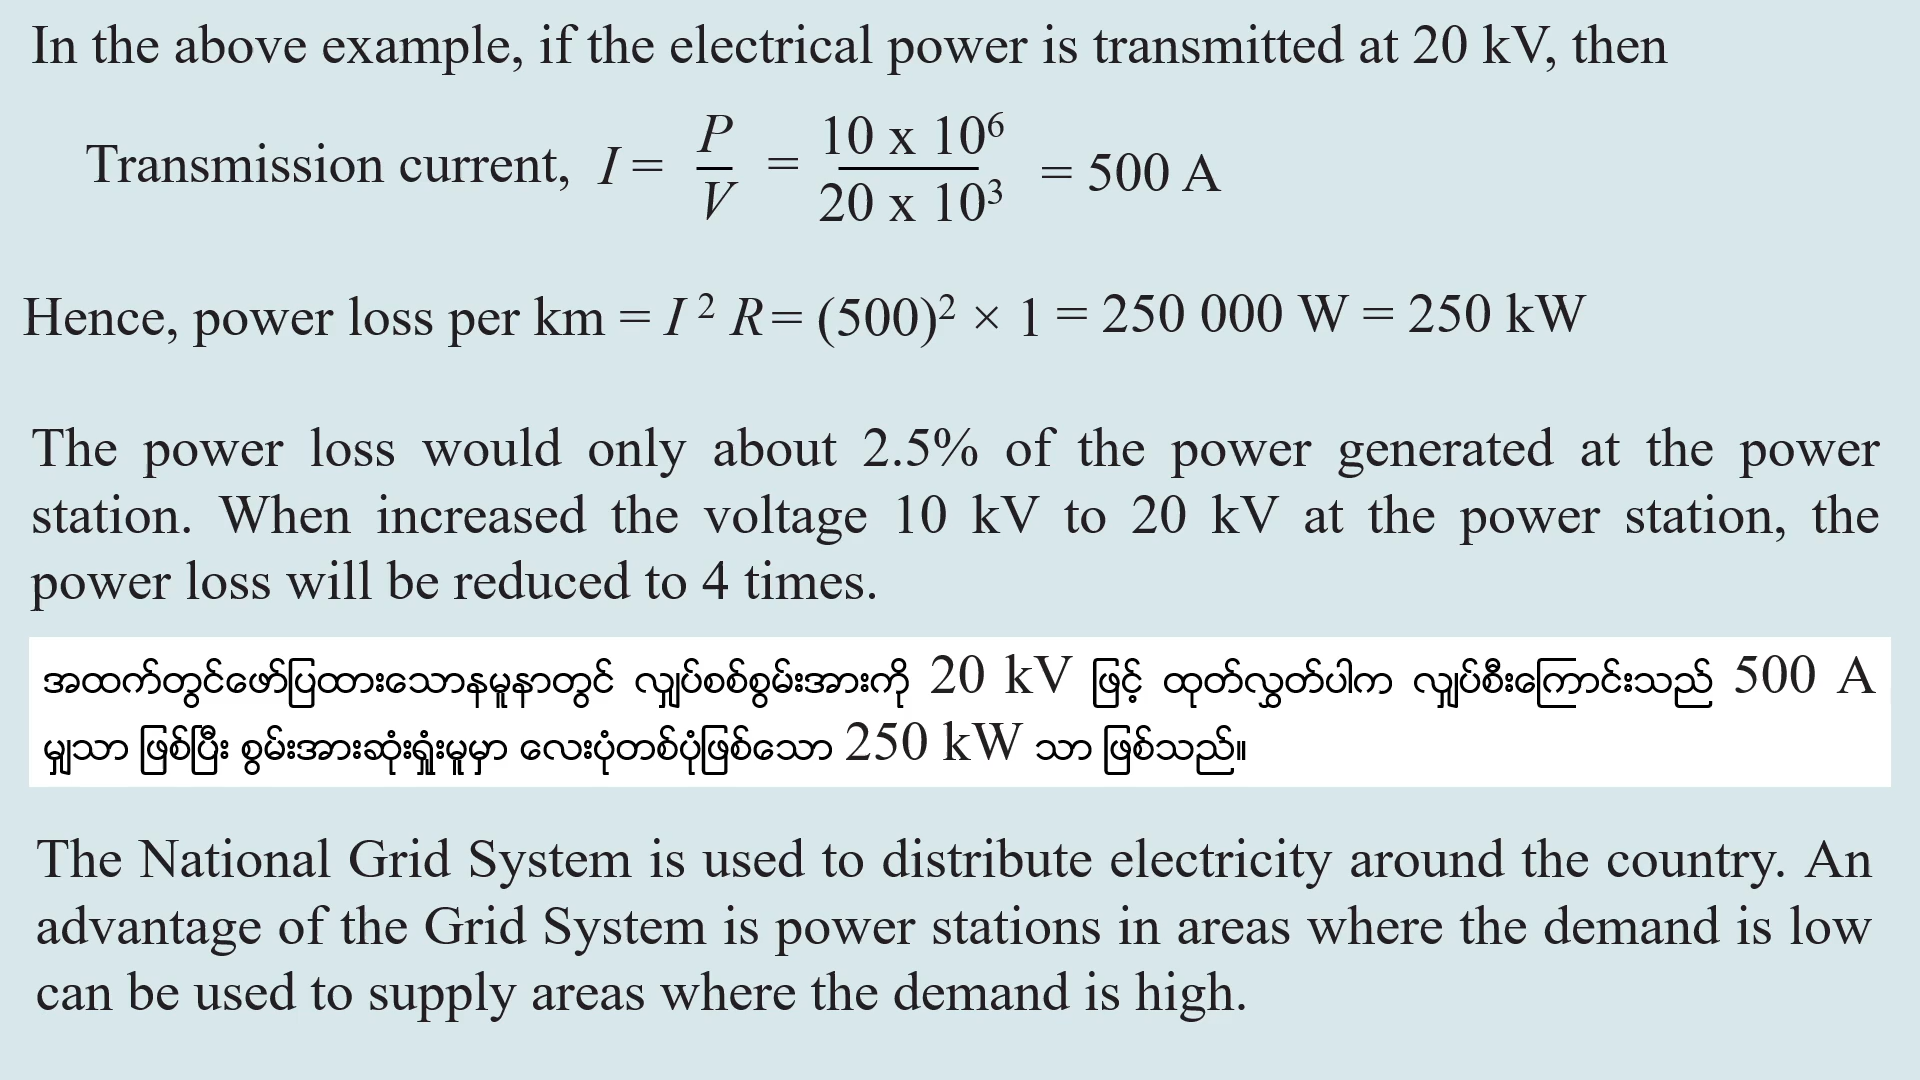 In the above example, if the electrical power is transmitted at 20 kV, then
Transmission current, I = P/V = 10 x 10⁶ / 20 x 10³ = 500 A
Hence, power loss per km = I ² R = (500)² × 1 = 250 000 W = 250 kW
The power loss would only about 2.5% of the power generated at the power
station. When increased the voltage 10 kV to 20 kV at the power station, the
power loss will be reduced to 4 times.
အထက်တွင်ဖော်ပြထားသောနမူနာတွင် လျှပ်စစ်စွမ်းအားကို 20 kV ဖြင့် ထုတ်လွှတ်ပါက လျှပ်စီးကြောင်းသည် 500 A
မျှသာ ဖြစ်ပြီး စွမ်းအားဆုံးရှုံးမူမှာ လေးပုံတစ်ပုံဖြစ်သော 250 kW သာ ဖြစ်သည်။
The National Grid System is used to distribute electricity around the country. An
advantage of the Grid System is power stations in areas where the demand is low
can be used to supply areas where the demand is high.